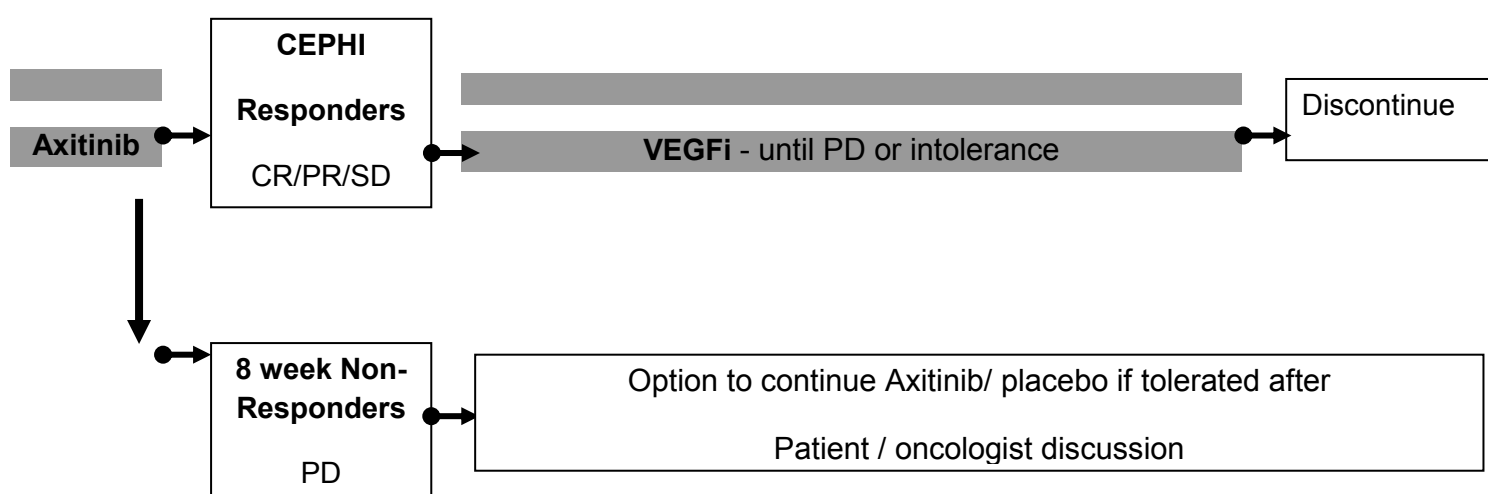 CEPHI
Responders
CR/PR/SD
Axitinib
VEGFi - until PD or intolerance
Discontinue
8 week Non-
Responders
PD
Option to continue Axitinib/ placebo if tolerated after
Patient / oncologist discussion